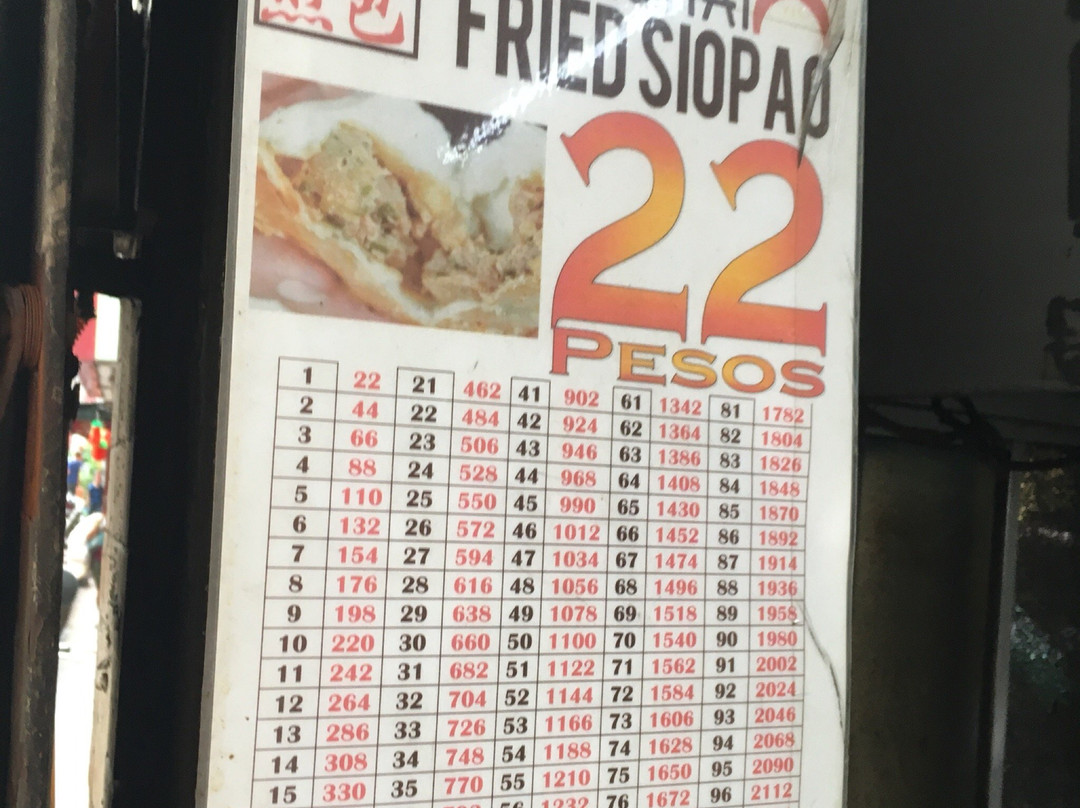 FRIED SIOPAO
22
PESOS
1 22 21 462 41 902 61 1342 81 1782
2 44 22 484 42 924 62 1364 82 1804
3 66 23 506 43 946 63 1386 83 1826
4 88 24 528 44 968 64 1408 84 1848
5 110 25 550 45 990 65 1430 85 1870
6 132 26 572 46 1012 66 1452 86 1892
7 154 27 594 47 1034 67 1474 87 1914
8 176 28 616 48 1056 68 1496 88 1936
9 198 29 638 49 1078 69 1518 89 1958
10 220 30 660 50 1100 70 1540 90 1980
11 242 31 682 51 1122 71 1562 91 2002
12 264 32 704 52 1144 72 1584 92 2024
13 286 33 726 53 1166 73 1606 93 2046
14 308 34 748 54 1188 74 1628 94 2068
15 330 35 770 55 1210 75 1650 95 2090
56 1232 76 1672 96 2112